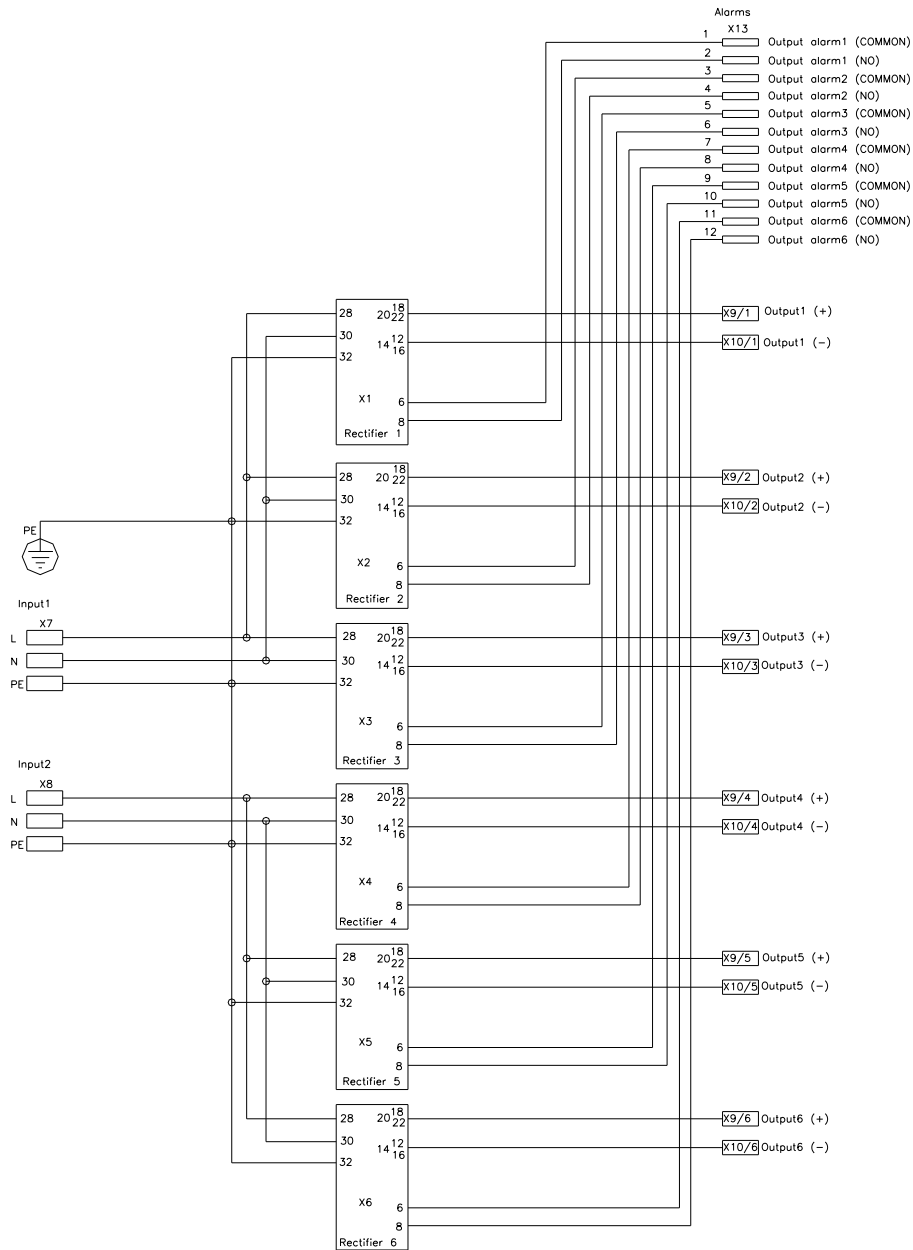 Alarms
X13
1 Output alarm1 (COMMON)
2 Output alarm1 (NO)
3 Output alarm2 (COMMON)
4 Output alarm2 (NO)
5 Output alarm3 (COMMON)
6 Output alarm3 (NO)
7 Output alarm4 (COMMON)
8 Output alarm4 (NO)
9 Output alarm5 (COMMON)
10 Output alarm5 (NO)
11 Output alarm6 (COMMON)
12 Output alarm6 (NO)
28 20 18 22 X9/1 Output1 (+)
30 14 12 16 X10/1 Output1 (-)
32
X1 6
8
Rectifier 1
28 20 18 22 X9/2 Output2 (+)
30 14 12 16 X10/2 Output2 (-)
32
PE
X2 6
8
Rectifier 2
Input1
X7
L 28 20 18 22 X9/3 Output3 (+)
N 30 14 12 16 X10/3 Output3 (-)
PE 32
X3 6
8
Rectifier 3
Input2
X8
L 28 20 18 22 X9/4 Output4 (+)
N 30 14 12 16 X10/4 Output4 (-)
PE 32
X4 6
8
Rectifier 4
28 20 18 22 X9/5 Output5 (+)
30 14 12 16 X10/5 Output5 (-)
32
X5 6
8
Rectifier 5
28 20 18 22 X9/6 Output6 (+)
30 14 12 16 X10/6 Output6 (-)
32
X6 6
8
Rectifier 6